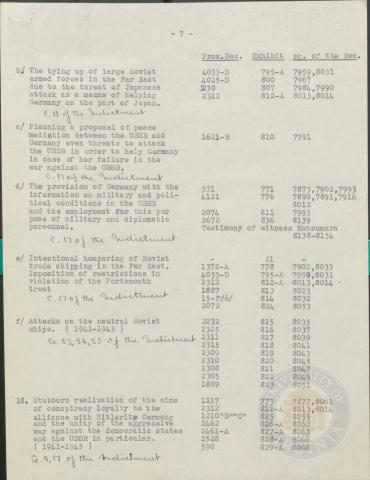 - 7 -
Pros.Doc. Exhibit pg. of the Rec.
b/ The tying up of large Soviet 4033-D 795-A 7959,8031
armed forces in the Far East 4025-D 800 7967
due to the threat of Japanese 1230 807 7984,7990
attack as a means of helping 2312 812-A 8013,8014
Germany on the part of Japan.
C. 17 of the Indictment
c/ Planning a proposal of peace
mediation between the USSR and 1621-B 810 7991
Germany even threats to attack
the USSR in order to help Germany
in case of her failure in the
war against the USSR.
C. 17 of the Indictment
d/ The provision of Germany with the 571 771 7873,7902,7993
information on military and poli- 4121 776 7890,7891,7916
tical conditions in the USSR 8012
and the employment for this pur 2074 811 7993
pose of military and diplomatic 2672 836 8139
personnel. Testimony of witness Matsumura
8138-8154
C. 17 of the Indictment
e/ Intentional hampering of Soviet - 21 -
trade shipping in the Far East. 1372-A 778 7902,8033
Imposition of restrictions in 4033-D 795-A 7959,8031
violation of the Portsmouth 2312 812-A 8013,8014
treat 1887 813 8023
C. 17 of the Indictment 15-F/6/ 814 8032
2072 824 8053
f/ Attacks on the neutral Soviet 2232 815 8035
ships. ( 1941-1943 ) 2325 816 8037
Cc. 53, 54, 55 of the Indictment 2311 817 8039
2315 818 8041
2309 819 8043
2310 820 8045
2308 821 8047
2305 822 8049
1889 823 8051
18. Stubborn realization of the aims 1217 773 7877,8061
of conspiracy loyalty to the 2312 812-A 8013,8014
alliance with Hitlerite Germany 1210"B""C" 825 8055
and the unity of the aggressive 2462 826-A 8060
war against the democratic states 2461-A 827-A 8063
and the USSR in particular. 2528 828-A 8066
( 1941-1945 ) 590 829-A 8068
Cc. 5, 17 of the Indictment